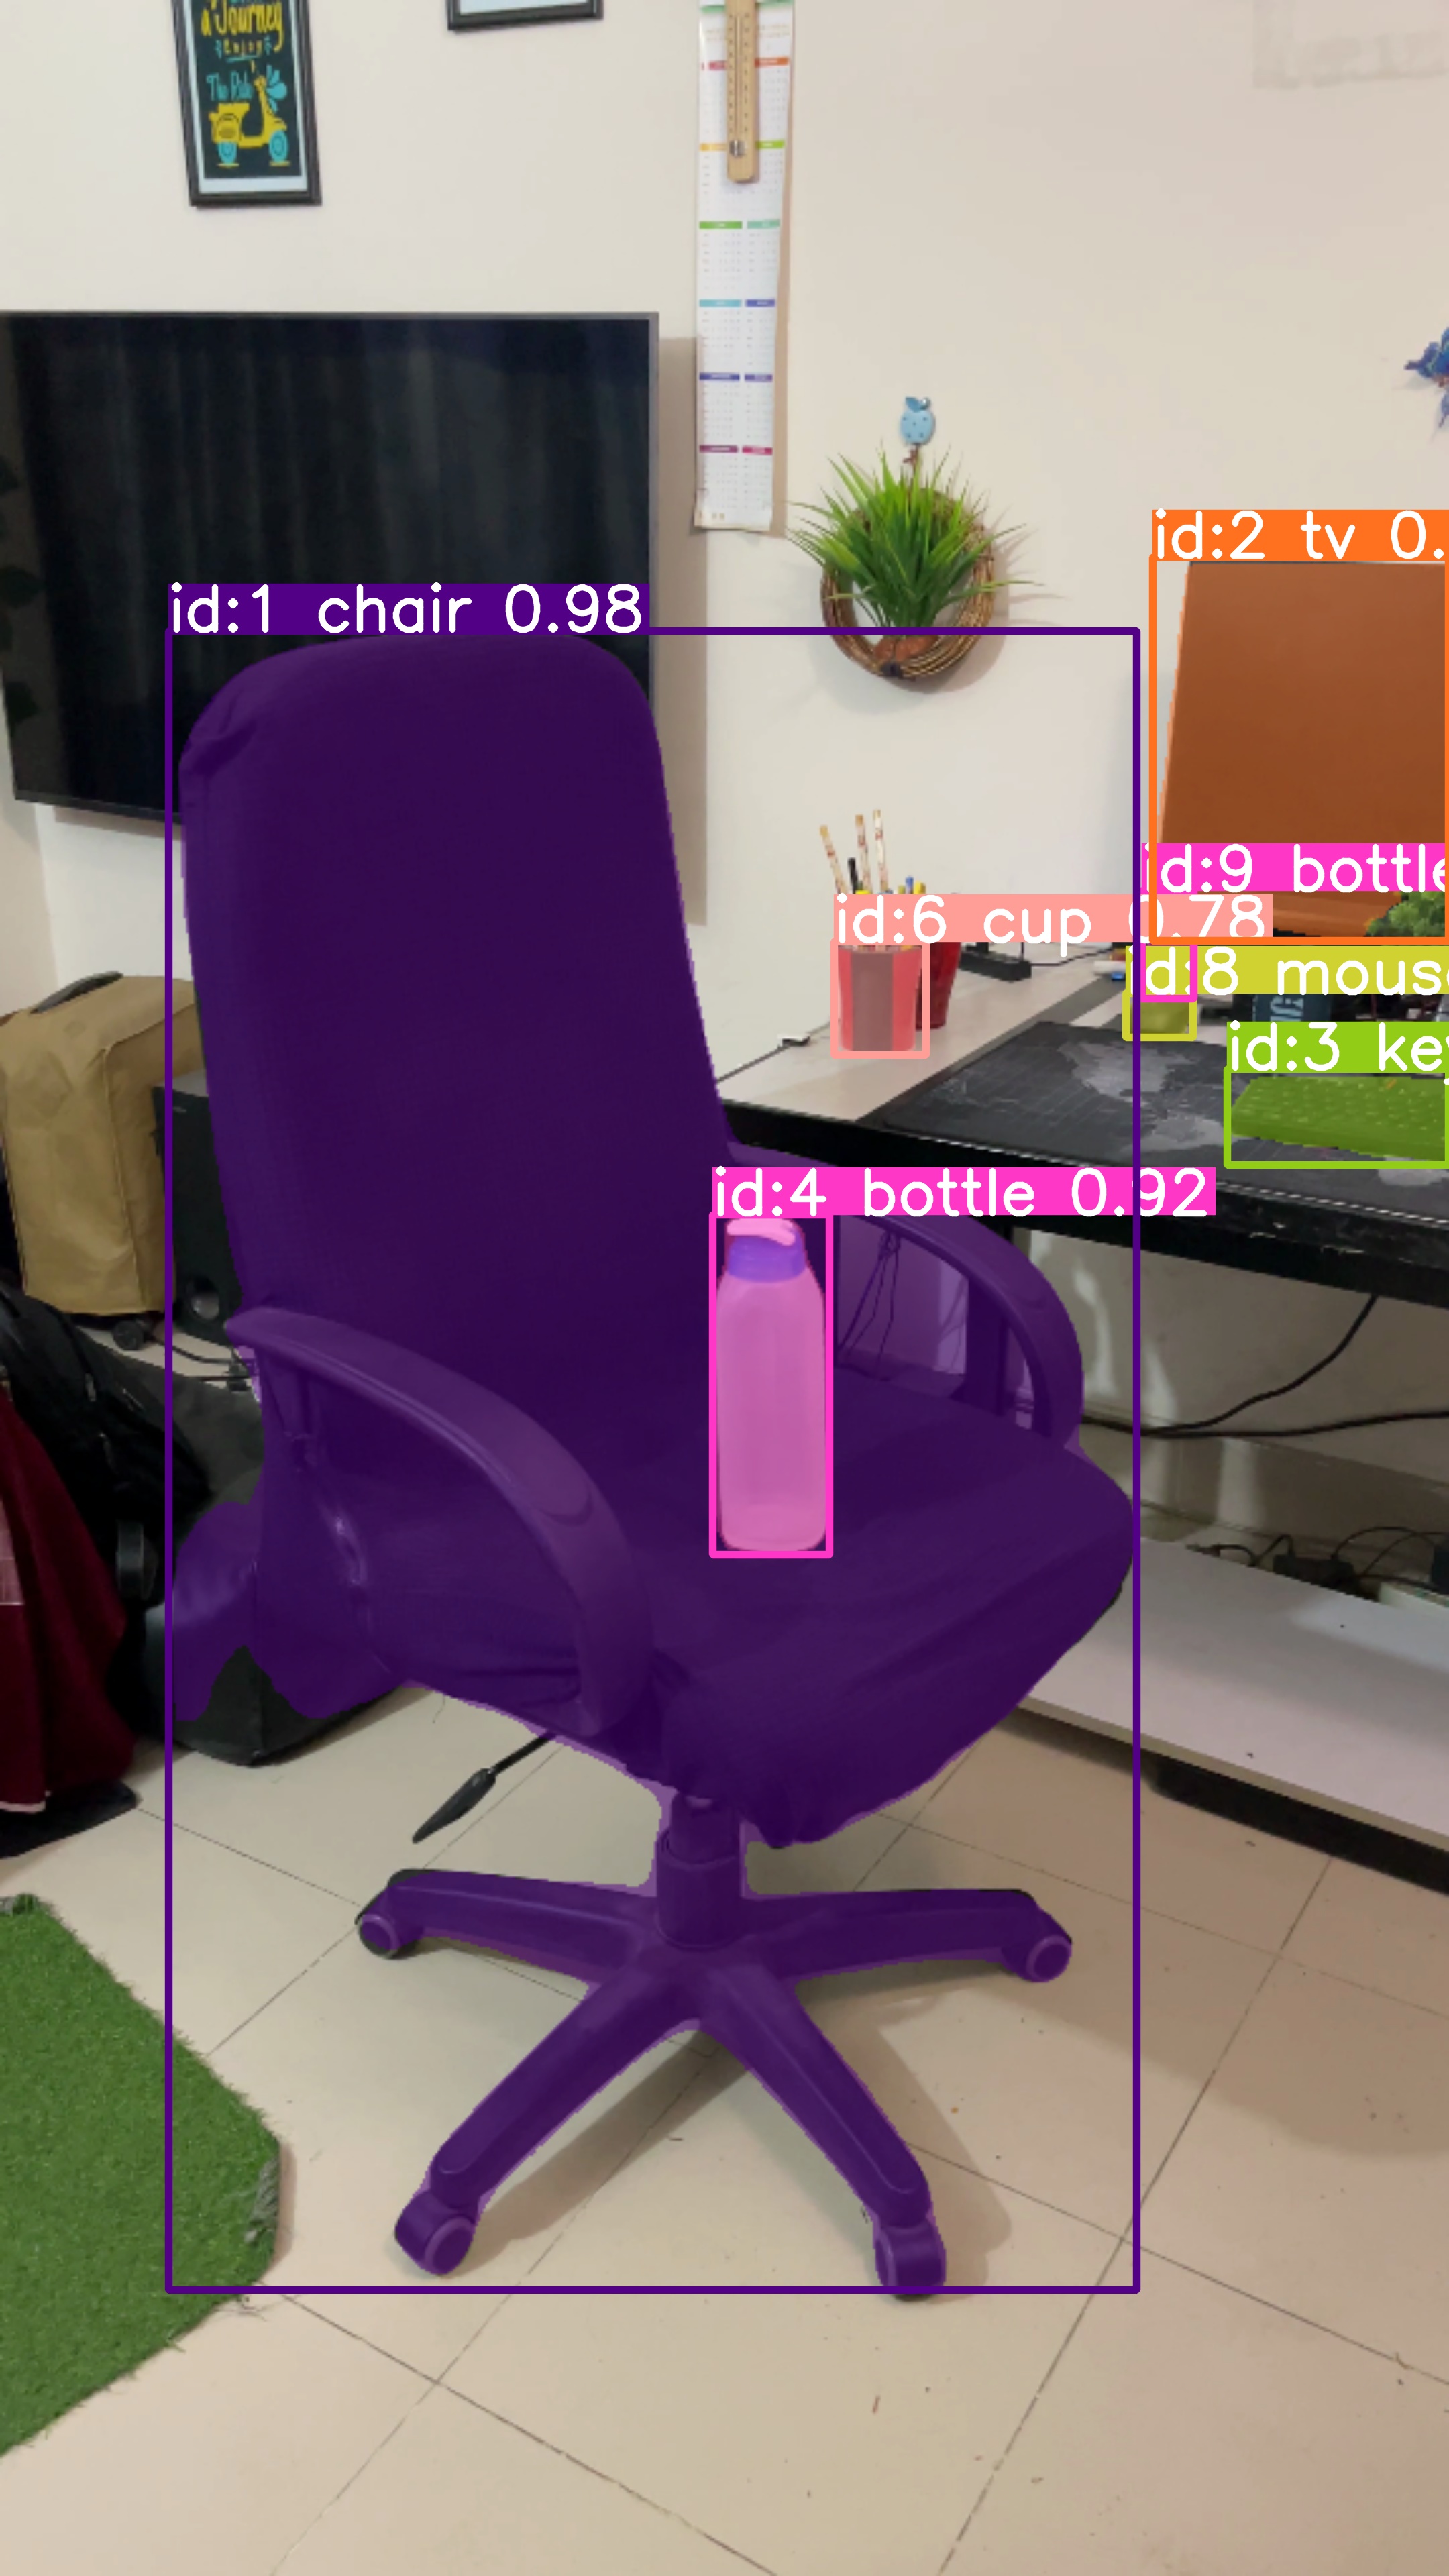 a Journey
Enjoy
The Ride
id:2 tv 0.
id:1 chair 0.98
id:9 bottle
id:6 cup 0.78
id:8 mouse
id:3 key
id:4 bottle 0.92